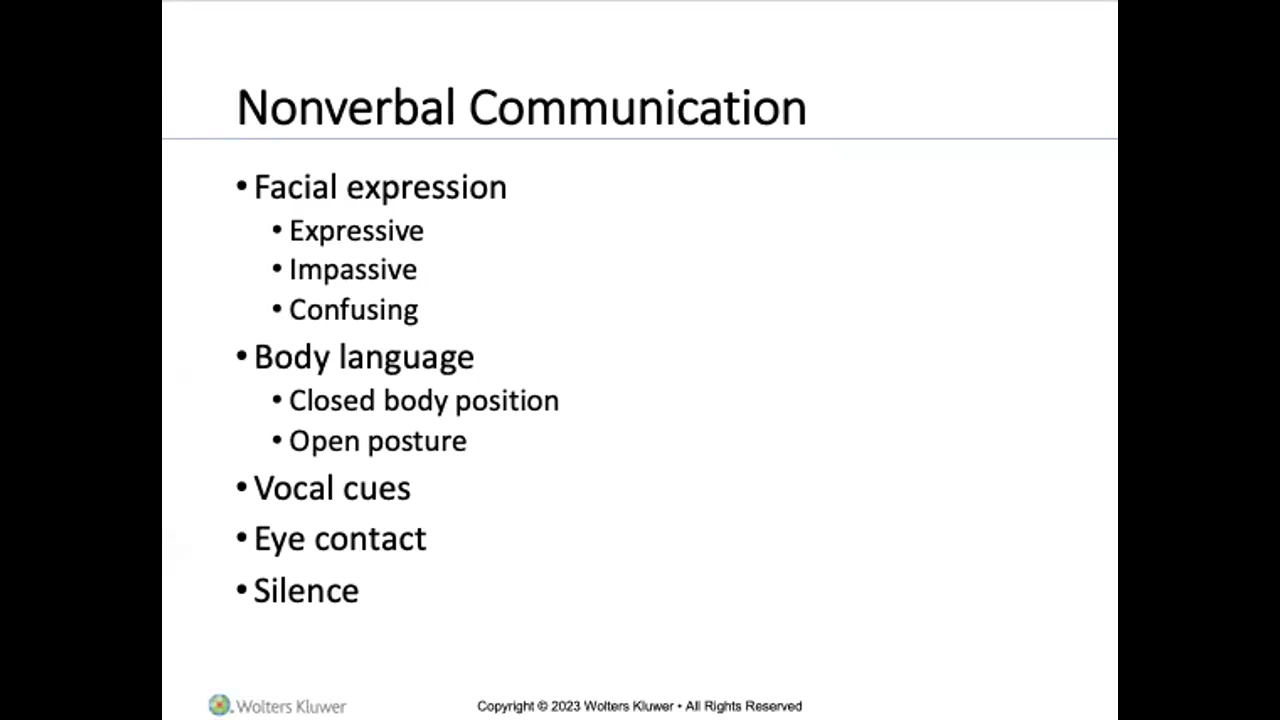 Nonverbal Communication
• Facial expression
• Expressive
• Impassive
• Confusing
• Body language
• Closed body position
• Open posture
• Vocal cues
• Eye contact
• Silence
Wolters Kluwer
Copyright © 2023 Wolters Kluwer • All Rights Reserved